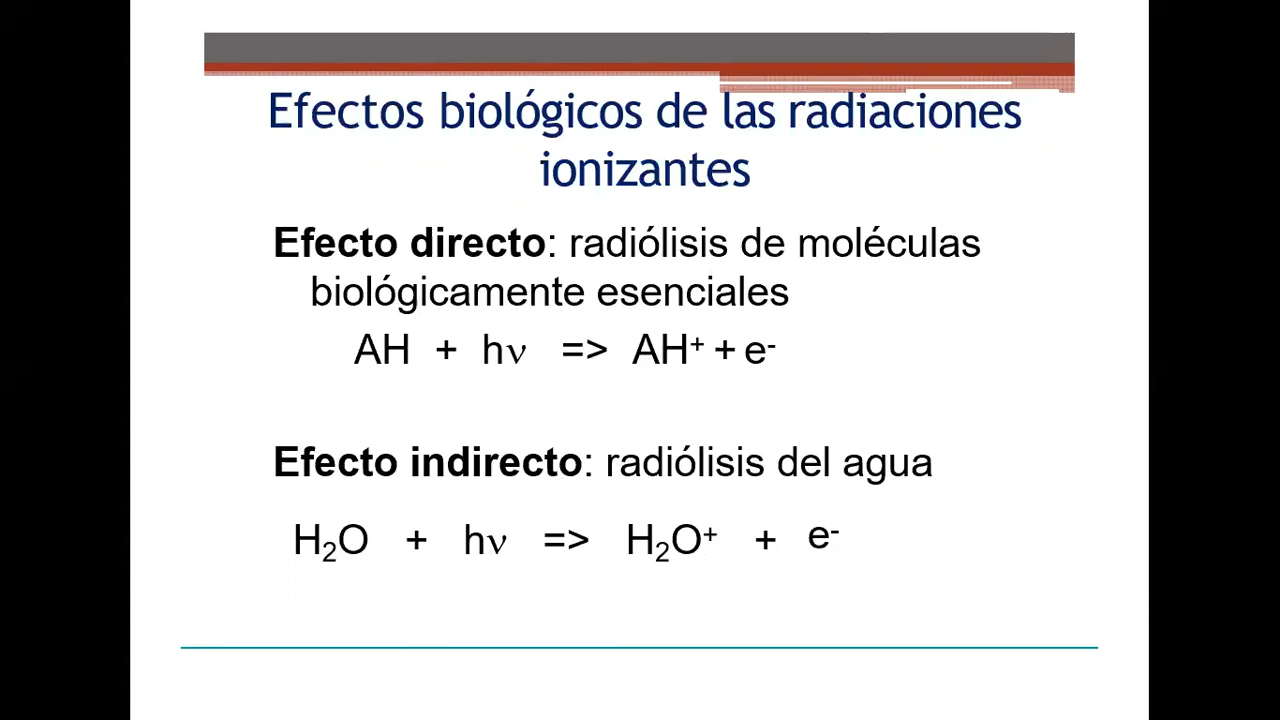 Efectos biológicos de las radiaciones
ionizantes
Efecto directo: radiólisis de moléculas
biológicamente esenciales
AH + hν => AH⁺ + e⁻
Efecto indirecto: radiólisis del agua
H₂O + hν => H₂O⁺ + e⁻